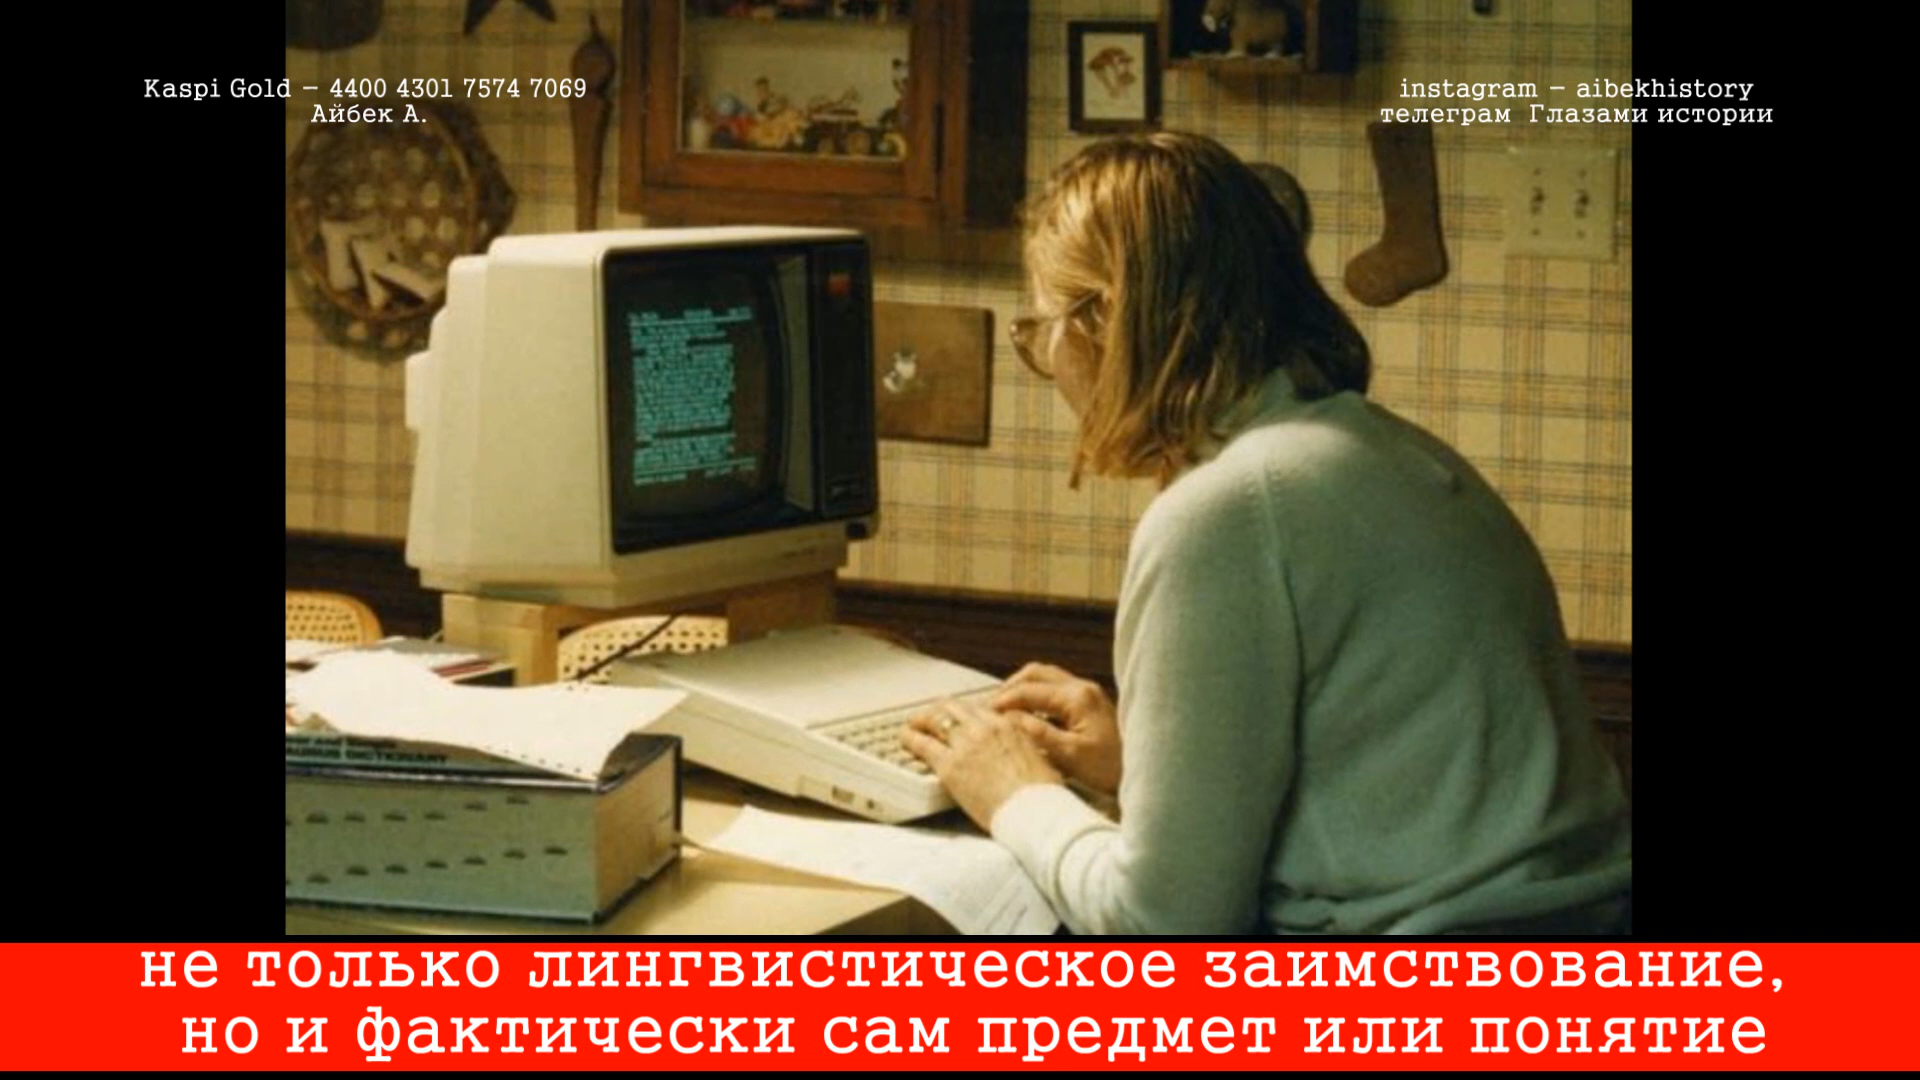 Kaspi Gold – 4400 4301 7574 7069
Айбек А.
instagram – aibekhistory
телеграм Глазами истории
DICTIONARY
не только лингвистическое заимствование,
но и фактически сам предмет или понятие